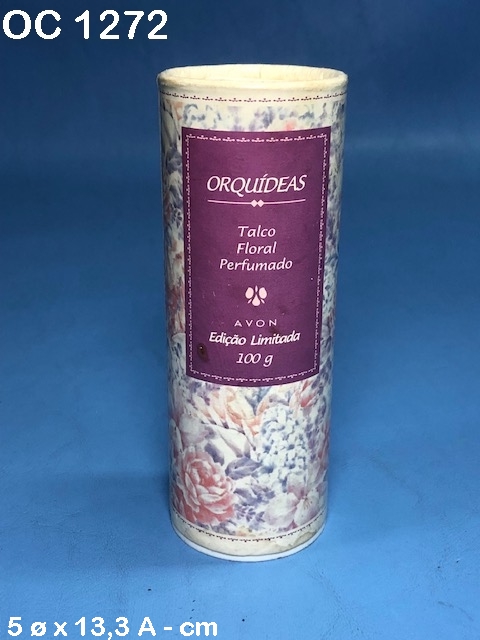 OC 1272
ORQUÍDEAS
Talco
Floral
Perfumado
AVON
Edição Limitada
100 g
5 ø x 13,3 A - cm